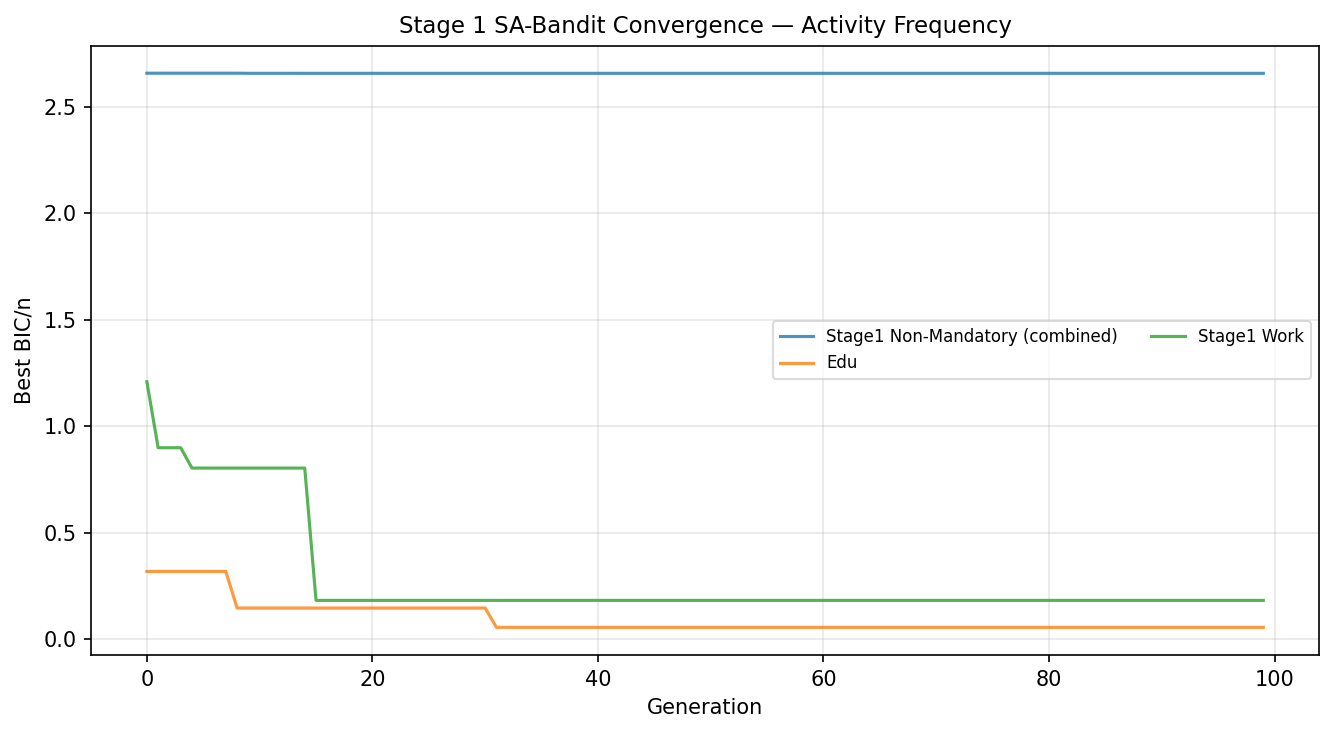 Stage 1 SA-Bandit Convergence — Activity Frequency
Best BIC/n
2.5
2.0
1.5
1.0
0.5
0.0
Stage1 Non-Mandatory (combined)
Edu
Stage1 Work
0 20 40 60 80 100
Generation